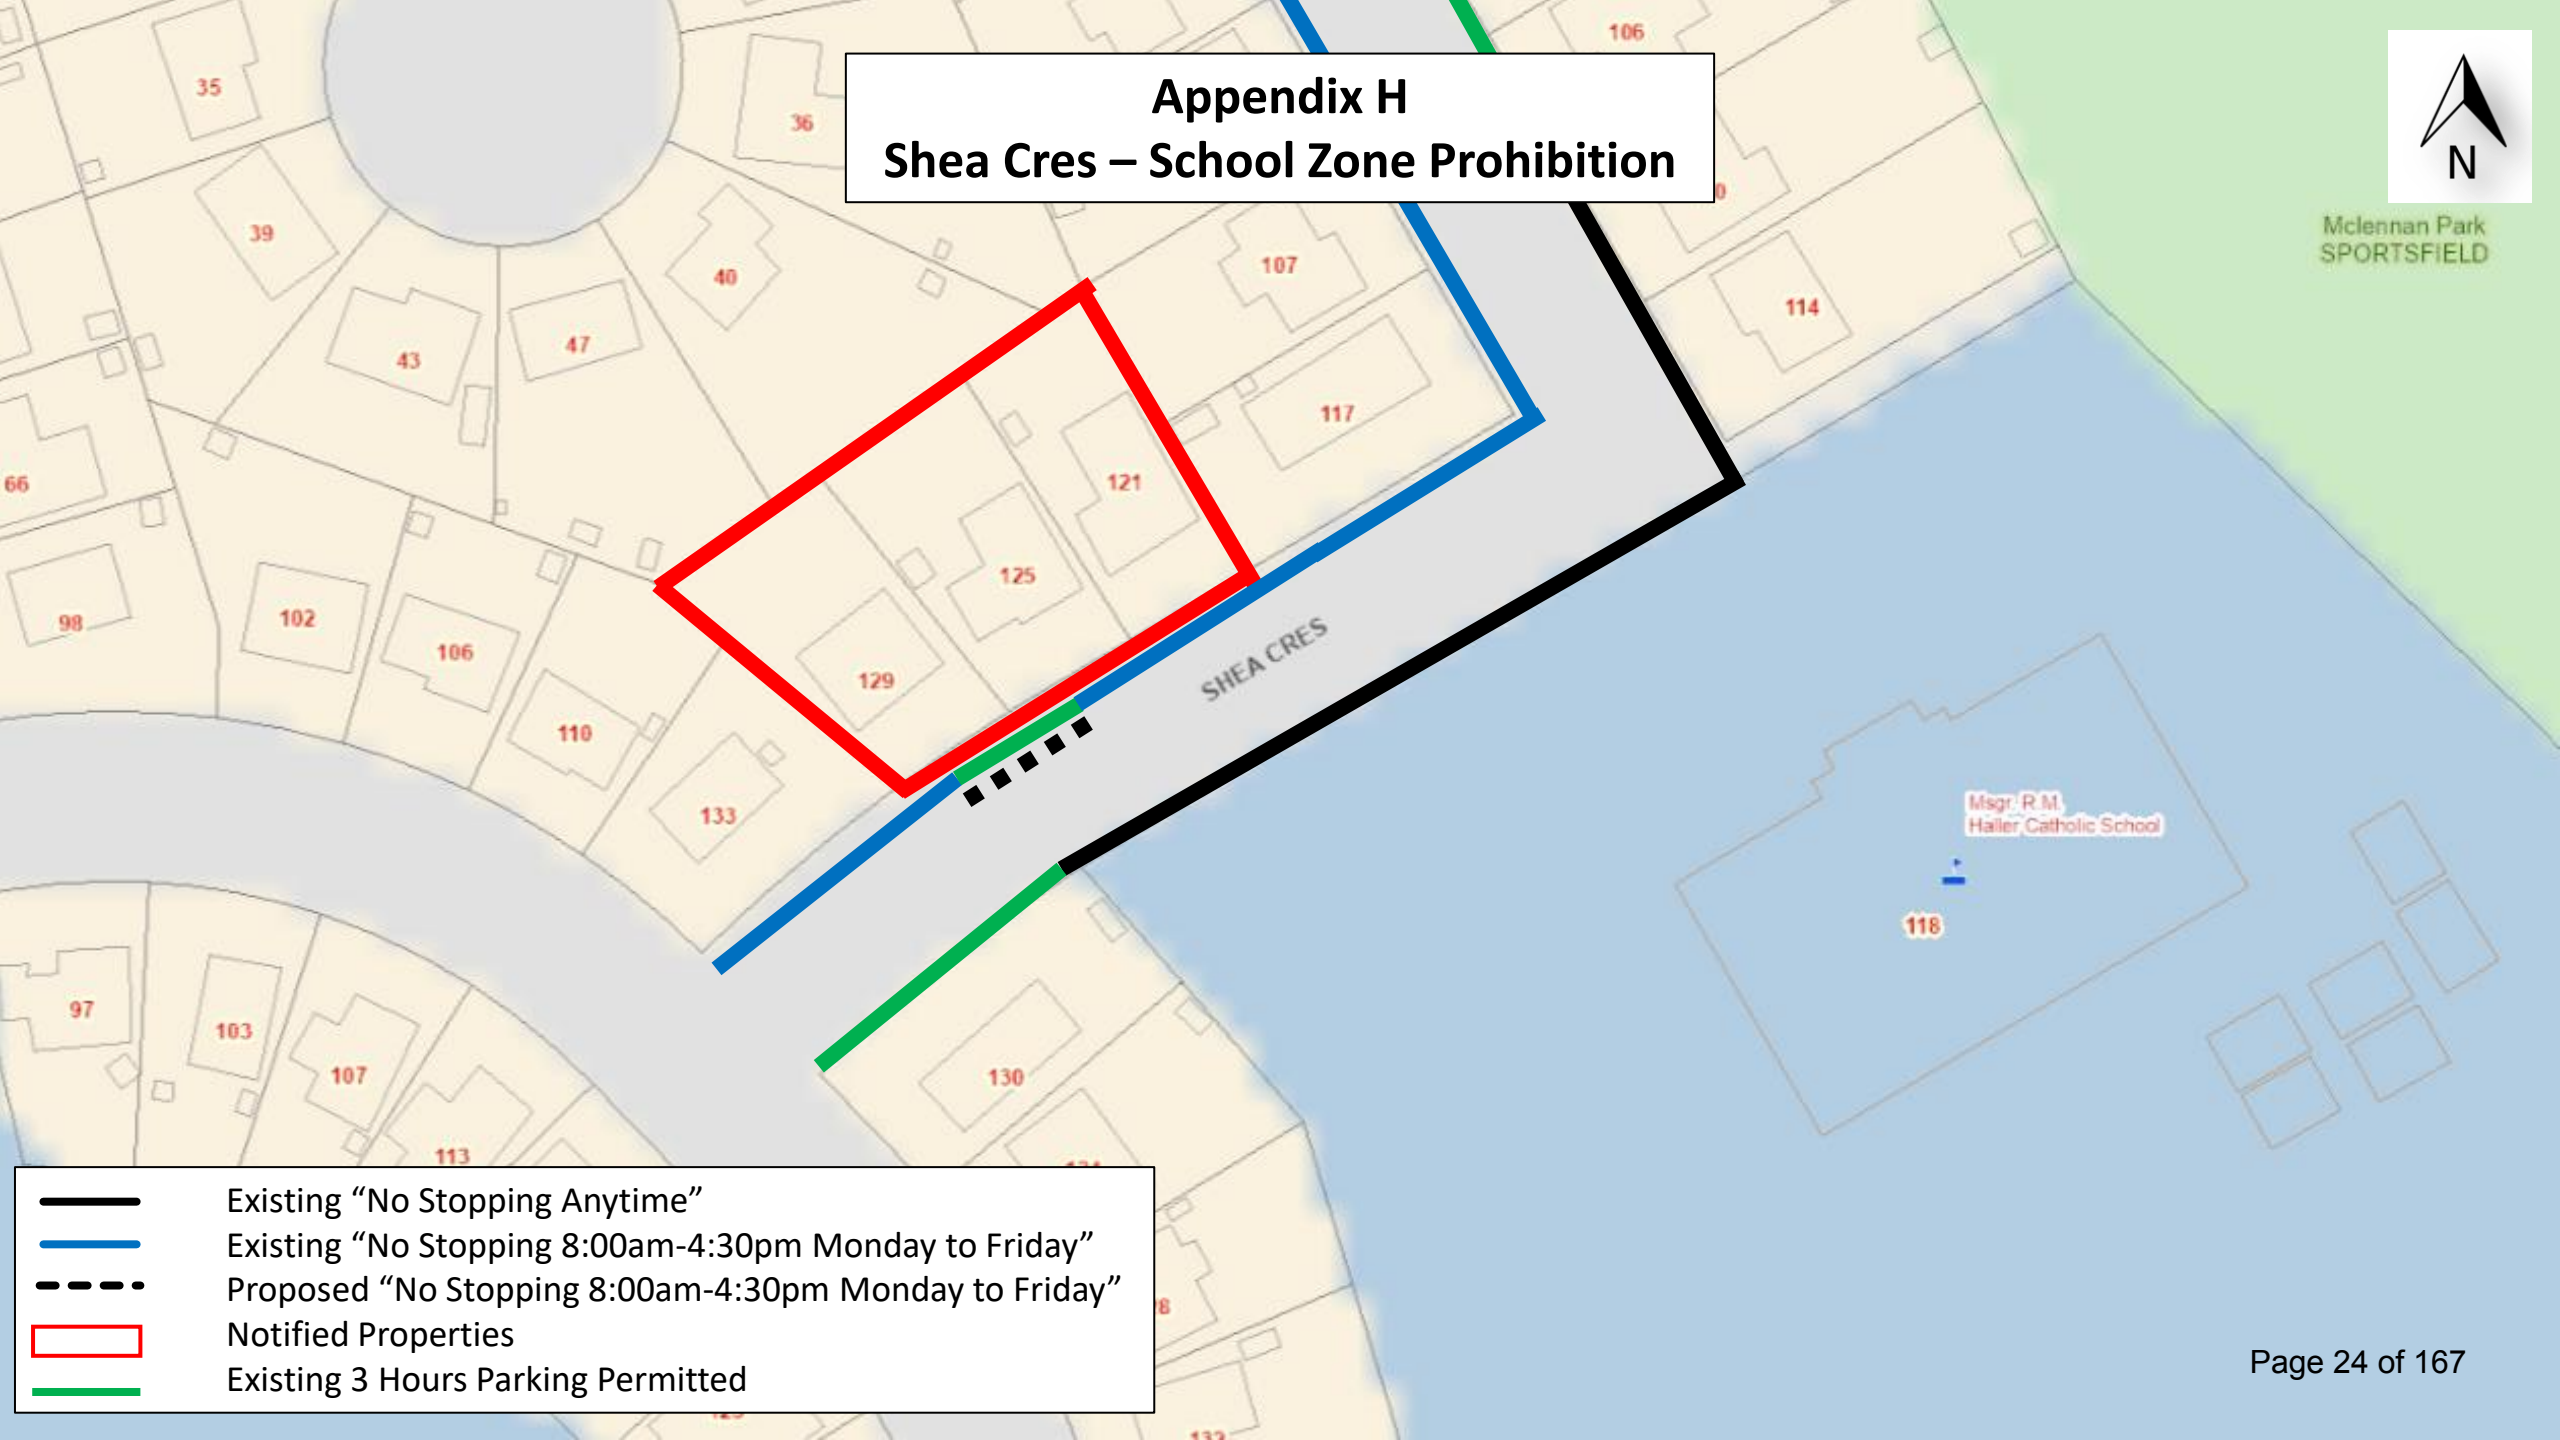 Appendix H
Shea Cres – School Zone Prohibition
N
Mclennan Park
SPORTSFIELD
106
35
36
39
40
107
114
43
47
117
66
121
125
98
102
106
129
110
133
SHEA CRES
Msgr. R.M.
Haller Catholic School
118
97
103
107
113
130
Existing “No Stopping Anytime”
Existing “No Stopping 8:00am-4:30pm Monday to Friday”
Proposed “No Stopping 8:00am-4:30pm Monday to Friday”
Notified Properties
Existing 3 Hours Parking Permitted
Page 24 of 167